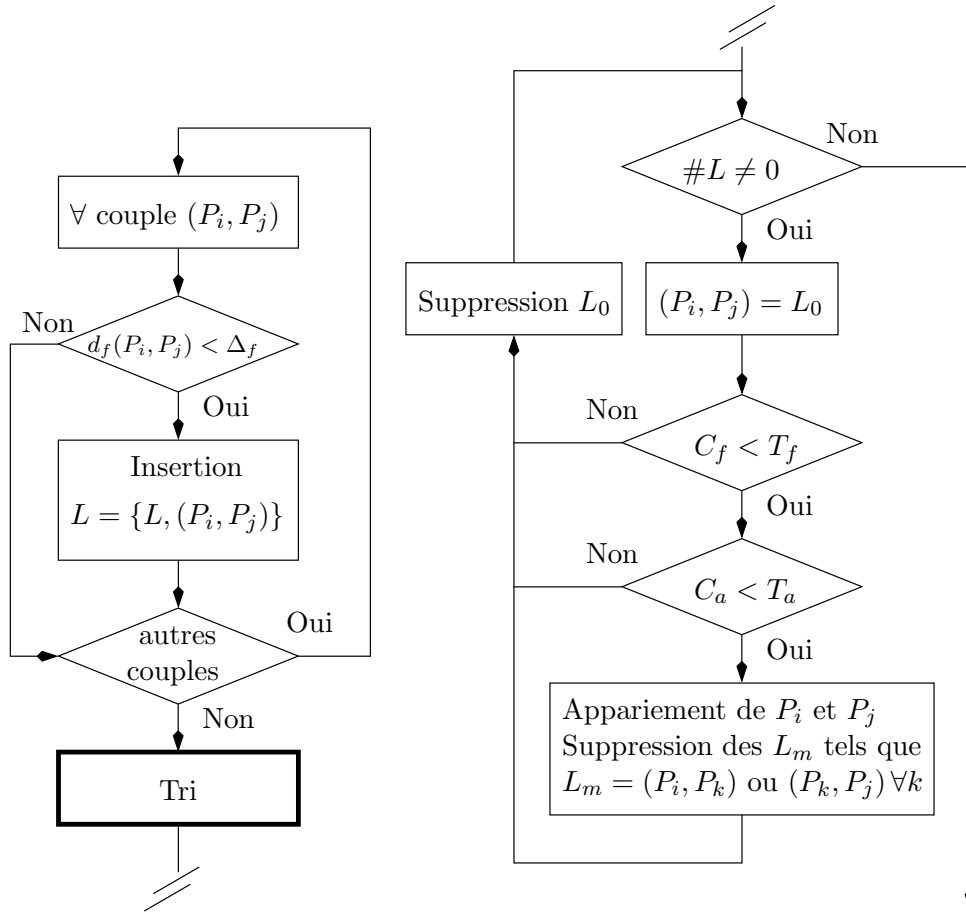 ∀ couple (P_i, P_j)
Non
d_f(P_i, P_j) < Δ_f
Oui
Insertion
L = {L, (P_i, P_j)}
autres
couples
Oui
Non
Tri
#L ≠ 0
Non
Oui
Suppression L_0
(P_i, P_j) = L_0
Non
C_f < T_f
Oui
Non
C_a < T_a
Oui
Appariement de P_i et P_j
Suppression des L_m tels que
L_m = (P_i, P_k) ou (P_k, P_j) ∀k